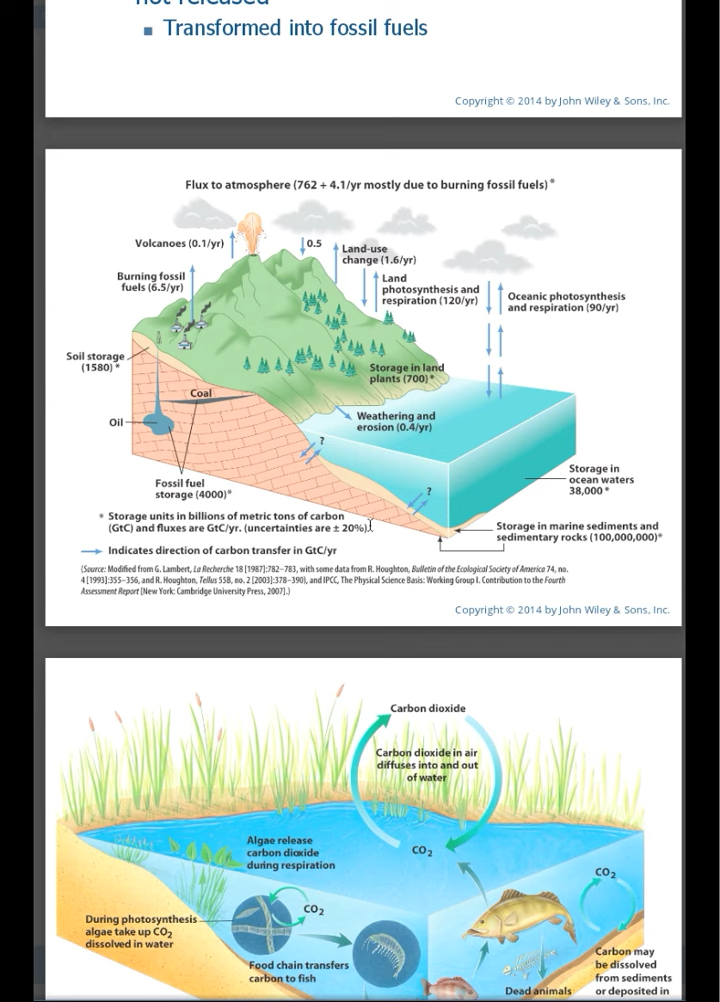 not released
▪ Transformed into fossil fuels
Copyright © 2014 by John Wiley & Sons, Inc.
Flux to atmosphere (762 + 4.1/yr mostly due to burning fossil fuels)*
Volcanoes (0.1/yr)
0.5
Land-use
change (1.6/yr)
Burning fossil
fuels (6.5/yr)
Land
photosynthesis and
respiration (120/yr)
Oceanic photosynthesis
and respiration (90/yr)
Soil storage
(1580)*
Storage in land
plants (700)*
Coal
Oil
Weathering and
erosion (0.4/yr)
?
?
Fossil fuel
storage (4000)*
Storage in
ocean waters
38,000*
* Storage units in billions of metric tons of carbon
(GtC) and fluxes are GtC/yr. (uncertainties are ± 20%).
Storage in marine sediments and
sedimentary rocks (100,000,000)*
Indicates direction of carbon transfer in GtC/yr
(Source: Modified from G. Lambert, La Recherche 18 [1987]:782–783, with some data from R. Houghton, Bulletin of the Ecological Society of America 74, no.
4 [1993]:355–356, and R. Houghton, Tellus 55B, no. 2 [2003]:378–390), and IPCC, The Physical Science Basis: Working Group I. Contribution to the Fourth
Assessment Report [New York: Cambridge University Press, 2007].)
Copyright © 2014 by John Wiley & Sons, Inc.
Carbon dioxide
Carbon dioxide in air
diffuses into and out
of water
Algae release
carbon dioxide
during respiration
CO2
CO2
CO2
During photosynthesis
algae take up CO2
dissolved in water
Food chain transfers
carbon to fish
Carbon may
be dissolved
from sediments
or deposited in
Dead animals